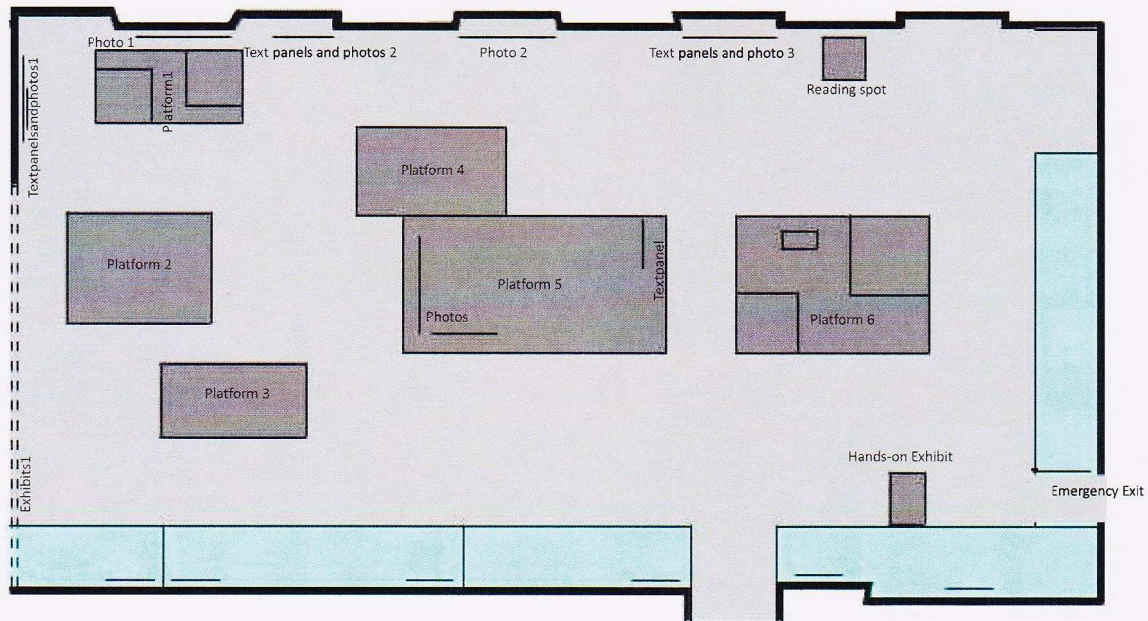 Photo 1
Text panels and photos 2
Photo 2
Text panels and photo 3
Reading spot
Textpanelsandphotos1
Platform1
Platform 4
Platform 2
Platform 5
Textpanel
Photos
Platform 6
Platform 3
Hands-on Exhibit
Exhibits1
Emergency Exit